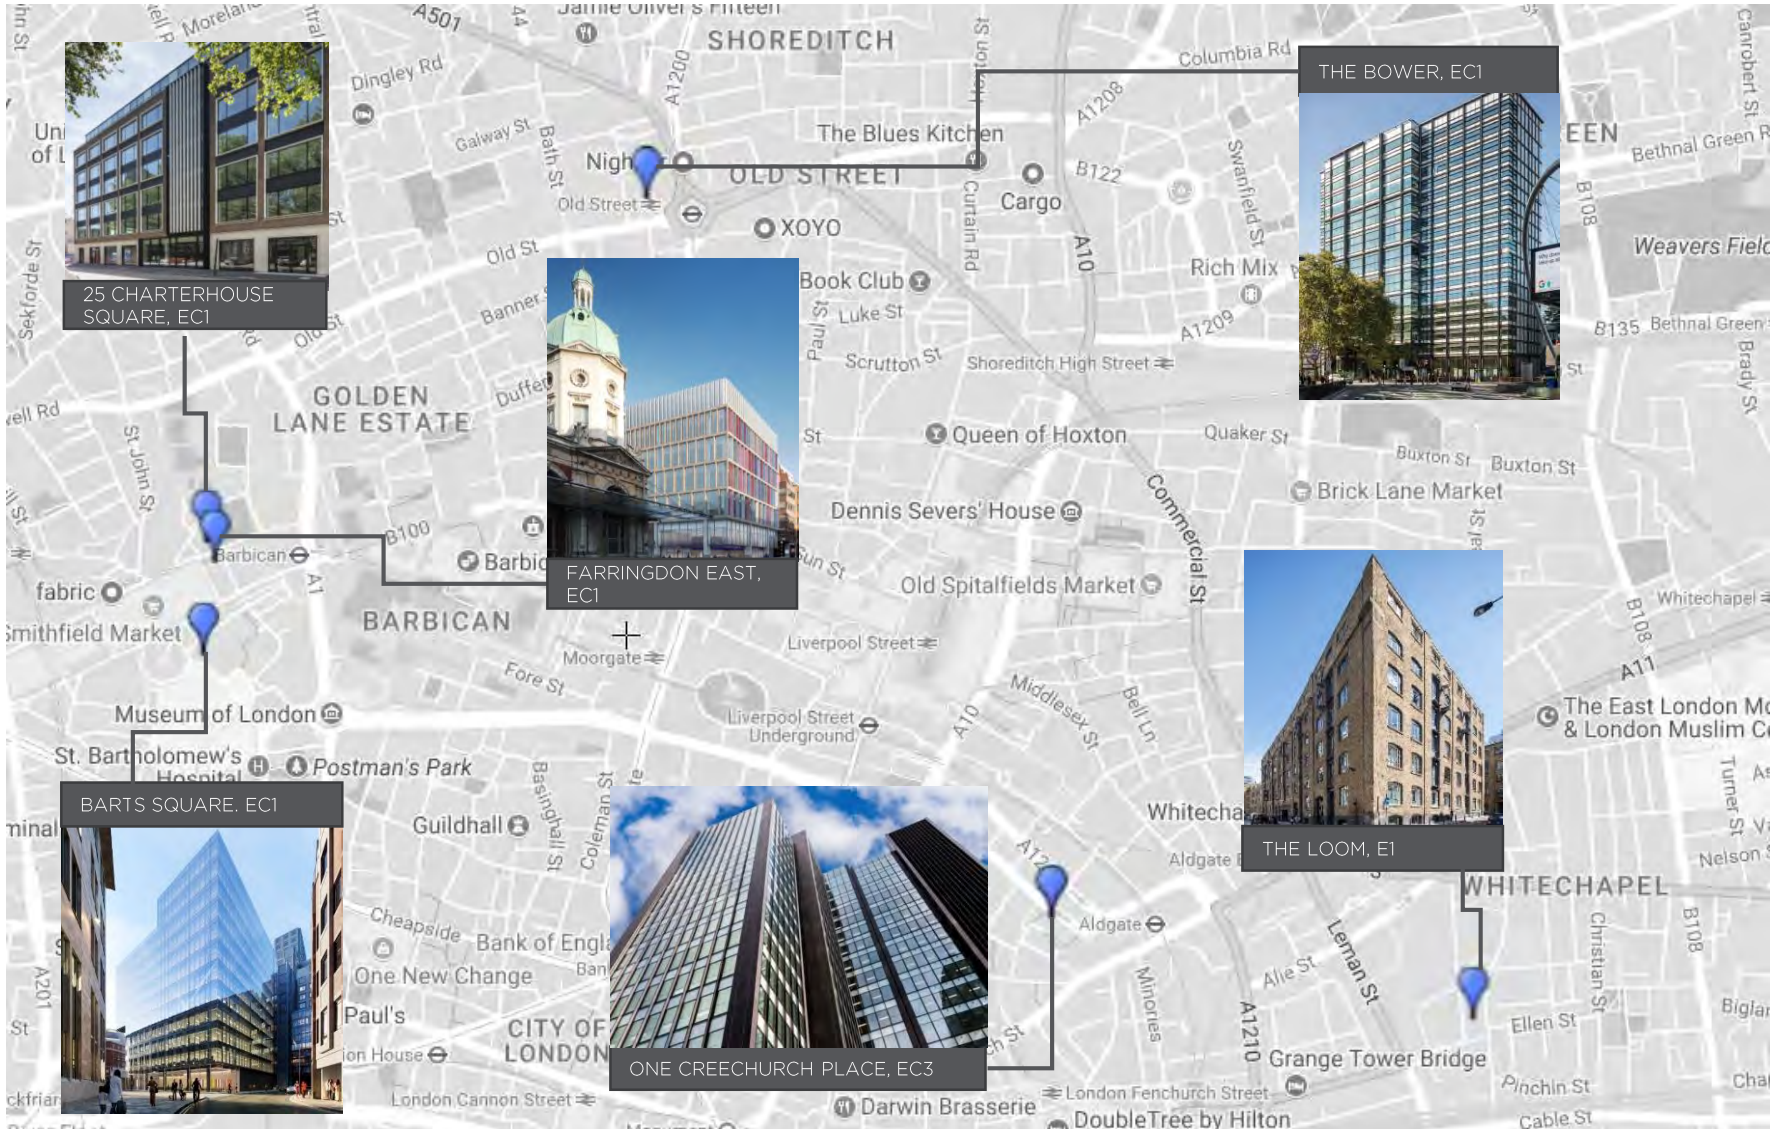 Jamie Oliver's Fifteen
A501
A1200
SHOREDITCH
Columbia Rd
Canrobert St
Dingley Rd
THE BOWER, EC1
A1208
Galway St
Bath St
The Blues Kitchen
OLD STREET
Cargo
B122
Swanfield St
Bethnal Green R
B108
Old Street
XOYO
Curtain Rd
A10
Old St
Sekforde St
Rich Mix
Weavers Field
Book Club
Luke St
Paul St
Banner
25 CHARTERHOUSE
SQUARE, EC1
Old St
A1209
B135
Bethnal Green
Scrutton St
Shoreditch High Street
Brady St
GOLDEN
LANE ESTATE
St John St
Queen of Hoxton
Quaker St
Buxton St
Buxton St
Brick Lane Market
Commercial St
Dennis Severs' House
B100
Barbican
FARRINGDON EAST,
EC1
Sun St
Old Spitalfields Market
fabric
A1
Smithfield Market
BARBICAN
Whitechapel
B108
A11
Moorgate
Liverpool Street
Fore St
Middlesex St
Bell Ln
A10
Museum of London
Liverpool Street
Underground
The East London Mo
& London Muslim Ce
St. Bartholomew's
Hospital
Postman's Park
Basinghall St
Coleman St
Turner St
BARTS SQUARE. EC1
Guildhall
Whitecha
THE LOOM, E1
Nelson
WHITECHAPEL
Cheapside
Bank of Engla
Aldgate
Christian St
B108
One New Change
Minories
Alie St
Leman St
A201
Paul's
CITY OF
LONDON
A1210
Ellen St
Biglan
ion House
ONE CREECHURCH PLACE, EC3
Grange Tower Bridge
Pinchin St
London Cannon Street
London Fenchurch Street
Darwin Brasserie
DoubleTree by Hilton
Cable St